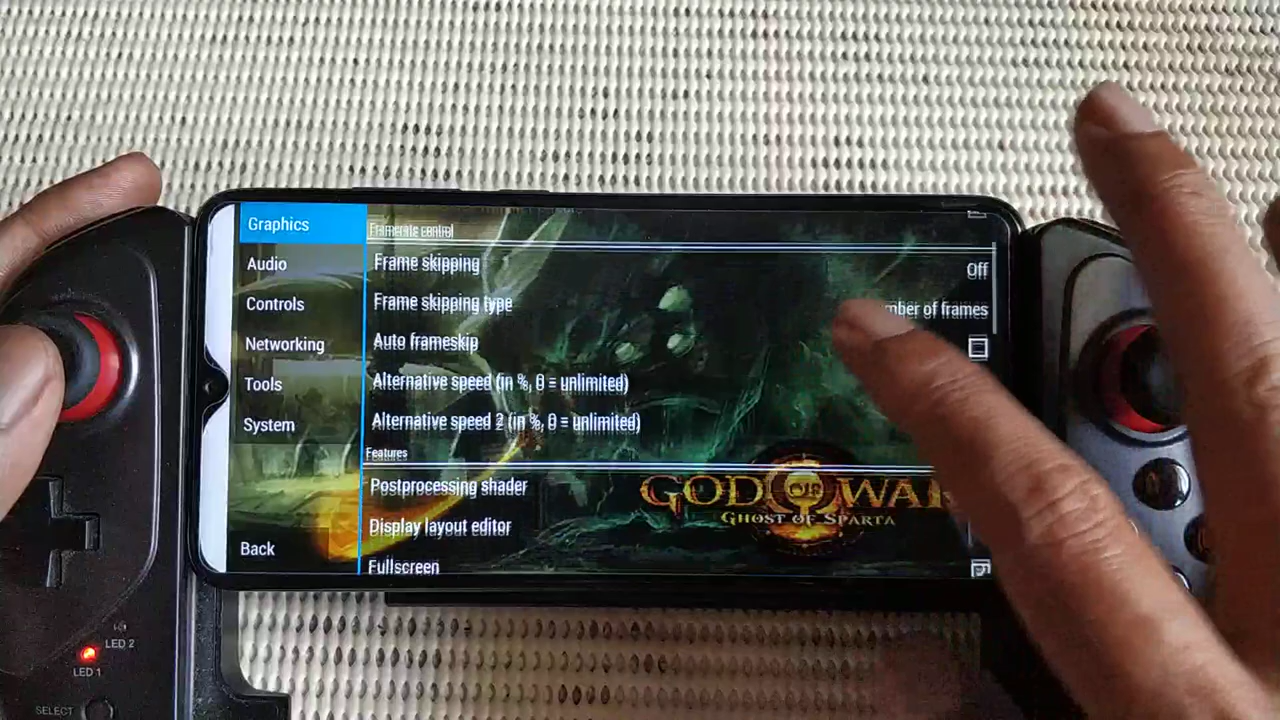 Graphics
Audio
Controls
Networking
Tools
System
Back
Framerate control
Frame skipping
Off
Frame skipping type
of frames
Auto frameskip
Alternative speed (in %, 0 = unlimited)
Alternative speed 2 (in %, 0 = unlimited)
Features
Postprocessing shader
Display layout editor
Fullscreen
GOD OF WAR
GHOST OF SPARTA
LED 2
LED 1
SELECT